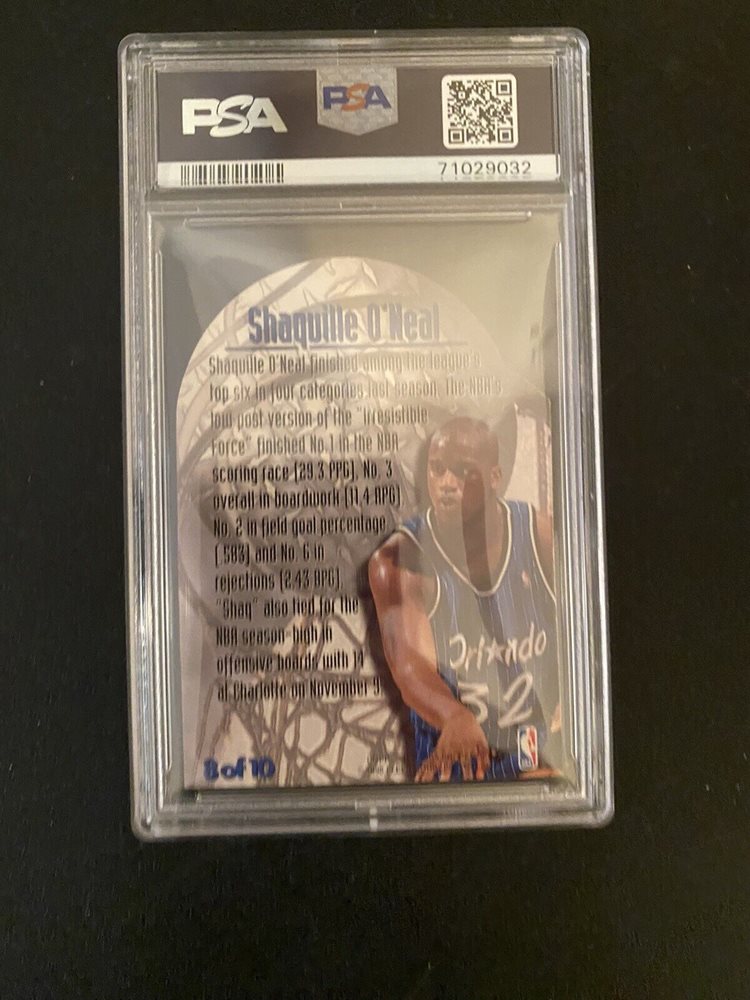 PSA
PSA
71029032
Shaquille O'Neal
Shaquille O'Neal finished among the league's
top six in four categories last season. The NBA's
low post version of the "Irresistible
Force" finished No. 1 in the NBA
scoring race (29.3 PPG), No. 3
overall in boardwork (11.4 RPG)
No. 2 in field goal percentage
(.583) and No. 6 in
rejections (2.43 BPG).
"Shaq" also tied for the
NBA season-high in
offensive boards with 14
at Charlotte on November 9.
Orlando
32
NBA
8 of 10